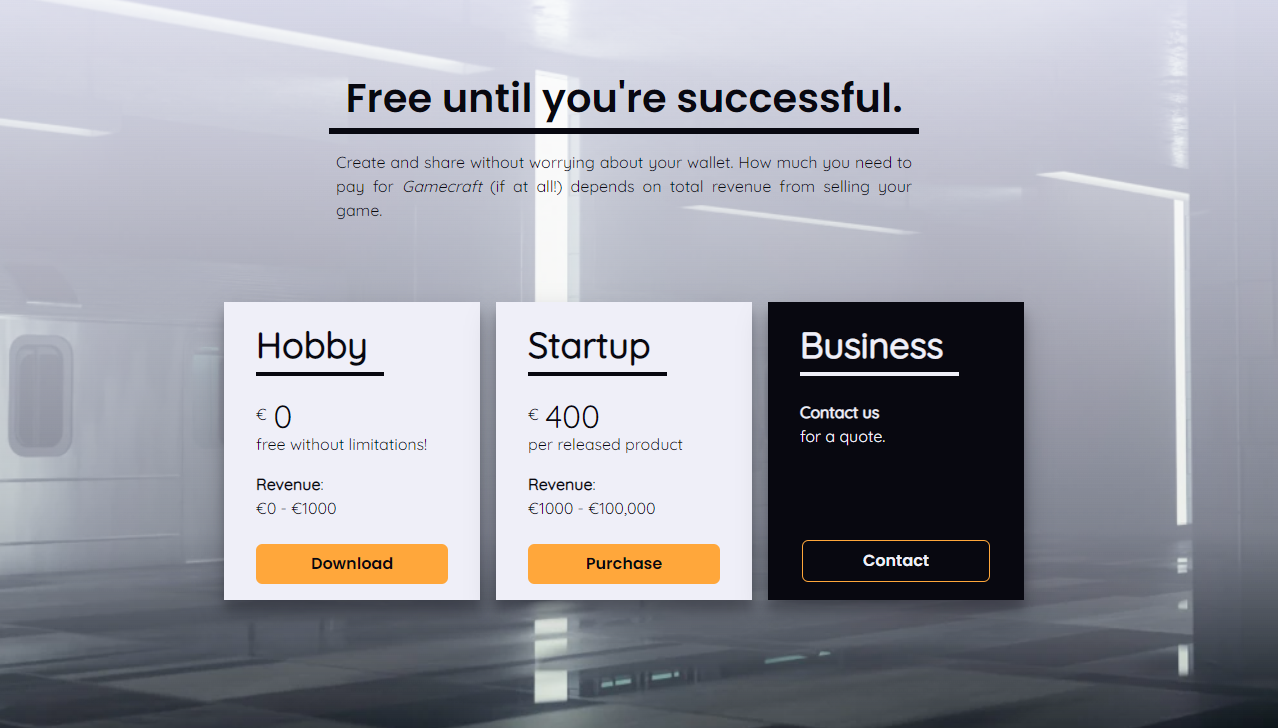 Free until you're successful.
Create and share without worrying about your wallet. How much you need to
pay for Gamecraft (if at all!) depends on total revenue from selling your
game.
Hobby
€ 0
free without limitations!
Revenue:
€0 - €1000
Download
Startup
€ 400
per released product
Revenue:
€1000 - €100,000
Purchase
Business
Contact us
for a quote.
Contact